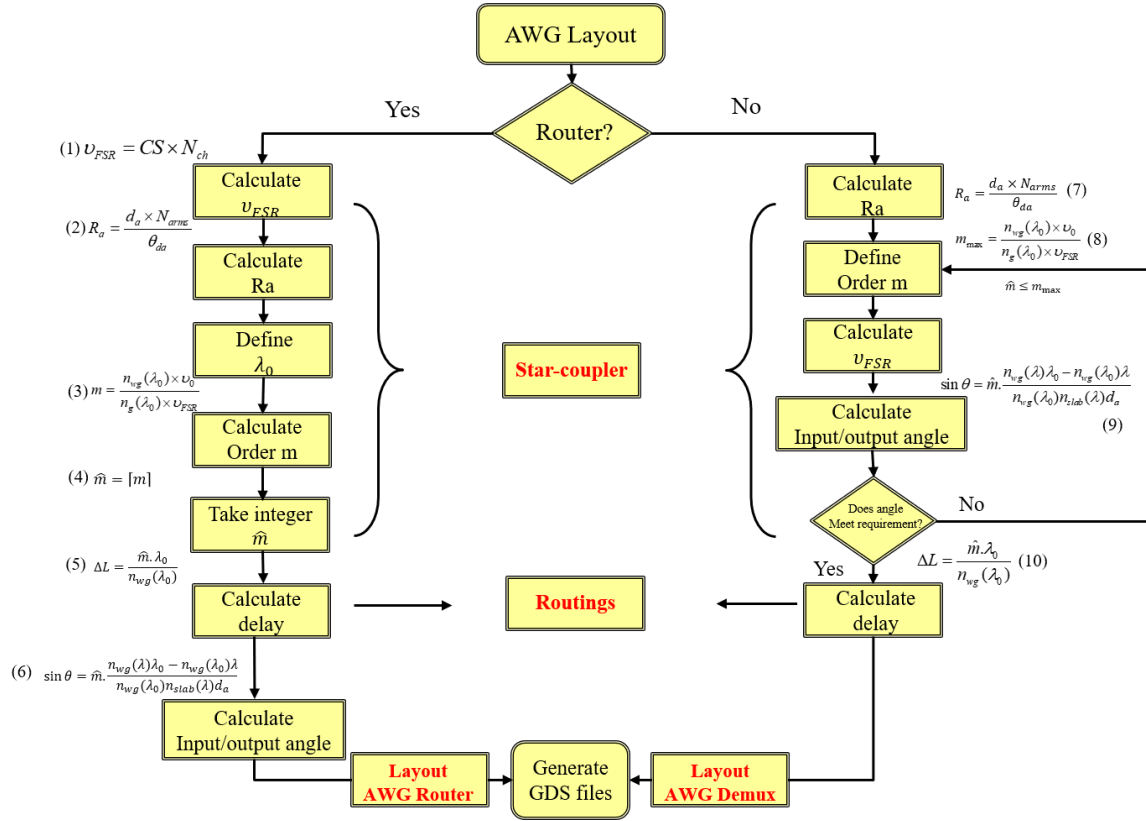 AWG Layout
Router?
Yes
No
(1) υ_FSR = CS × N_ch
Calculate
υ_FSR
(2) R_a = d_a × N_arms / θ_da
Calculate
Ra
Define
λ_0
(3) m = n_wg(λ_0) × υ_0 / n_g(λ_0) × υ_FSR
Calculate
Order m
(4) m̂ = ⌈m⌉
Take integer
m̂
(5) ΔL = m̂.λ_0 / n_wg(λ_0)
Calculate
delay
(6) sin θ = m̂. n_wg(λ)λ_0 − n_wg(λ_0)λ / n_wg(λ_0)n_slab(λ)d_a
Calculate
Input/output angle
Layout
AWG Router
Star-coupler
Routings
Generate
GDS files
Calculate
Ra
R_a = d_a × N_arms / θ_da (7)
m_max = n_wg(λ_0) × υ_0 / n_g(λ_0) × υ_FSR (8)
Define
Order m
m̂ ≤ m_max
Calculate
υ_FSR
sin θ = m̂. n_wg(λ)λ_0 − n_wg(λ_0)λ / n_wg(λ_0)n_slab(λ)d_a
(9)
Calculate
Input/output angle
Does angle
Meet requirement?
No
Yes
ΔL = m̂.λ_0 / n_wg(λ_0) (10)
Calculate
delay
Layout
AWG Demux